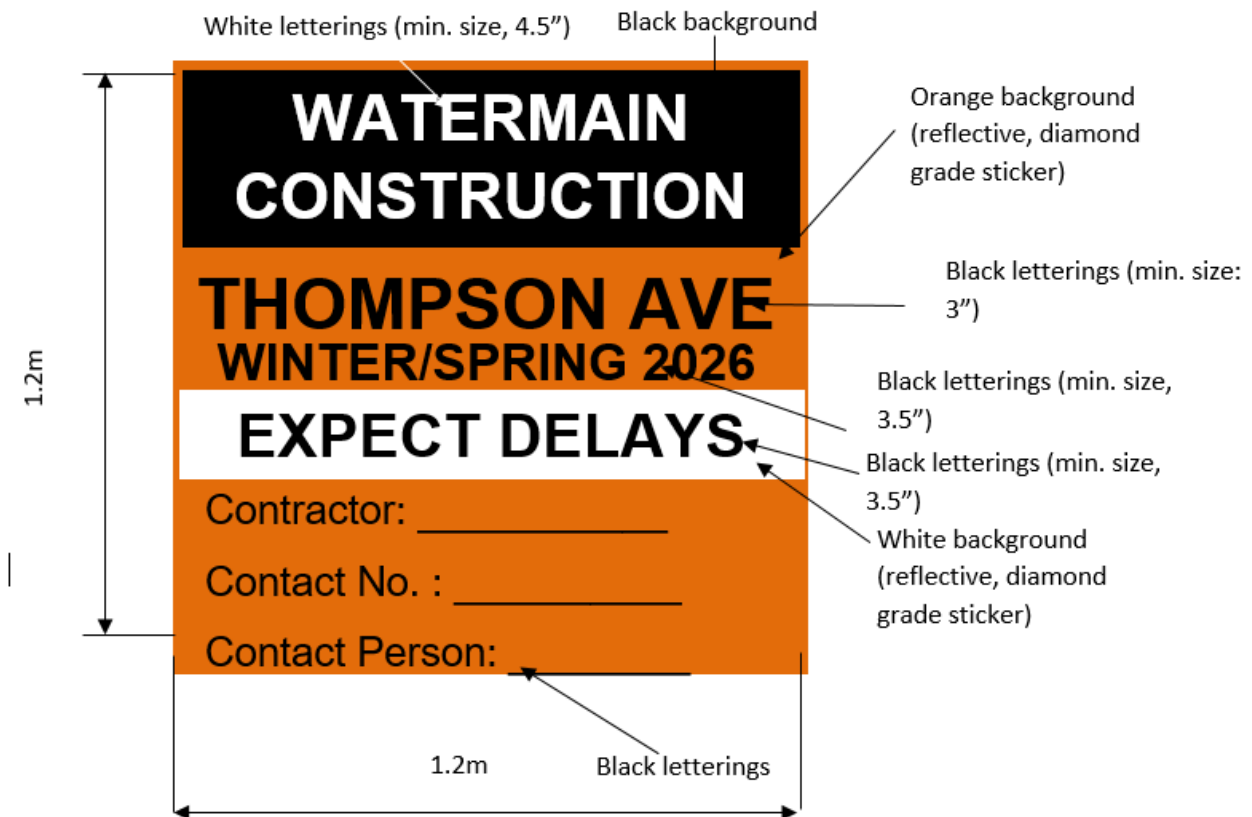 White letterings (min. size, 4.5”)
Black background
WATERMAIN
CONSTRUCTION
Orange background
(reflective, diamond
grade sticker)
THOMPSON AVE
Black letterings (min. size:
3”)
WINTER/SPRING 2026
Black letterings (min. size,
3.5”)
EXPECT DELAYS
Black letterings (min. size,
3.5”)
White background
(reflective, diamond
grade sticker)
1.2m
Contractor: ___________
Contact No. : __________
Contact Person: ________
1.2m
Black letterings